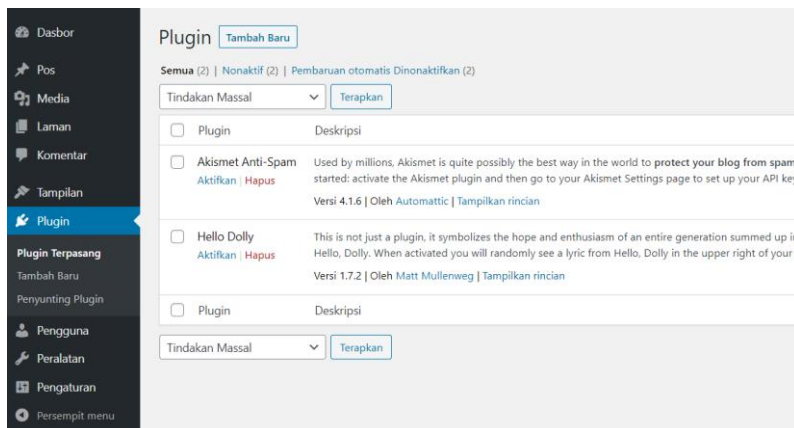 Dasbor
Pos
Media
Laman
Komentar
Tampilan
Plugin
Plugin Terpasang
Tambah Baru
Penyunting Plugin
Pengguna
Peralatan
Pengaturan
Persempit menu
Plugin Tambah Baru
Semua (2) | Nonaktif (2) | Pembaruan otomatis Dinonaktifkan (2)
Tindakan Massal Terapkan
Plugin Deskripsi
Akismet Anti-Spam
Aktifkan | Hapus
Used by millions, Akismet is quite possibly the best way in the world to protect your blog from spam
started: activate the Akismet plugin and then go to your Akismet Settings page to set up your API key
Versi 4.1.6 | Oleh Automattic | Tampilkan rincian
Hello Dolly
Aktifkan | Hapus
This is not just a plugin, it symbolizes the hope and enthusiasm of an entire generation summed up
Hello, Dolly. When activated you will randomly see a lyric from Hello, Dolly in the upper right of your
Versi 1.7.2 | Oleh Matt Mullenweg | Tampilkan rincian
Plugin Deskripsi
Tindakan Massal Terapkan